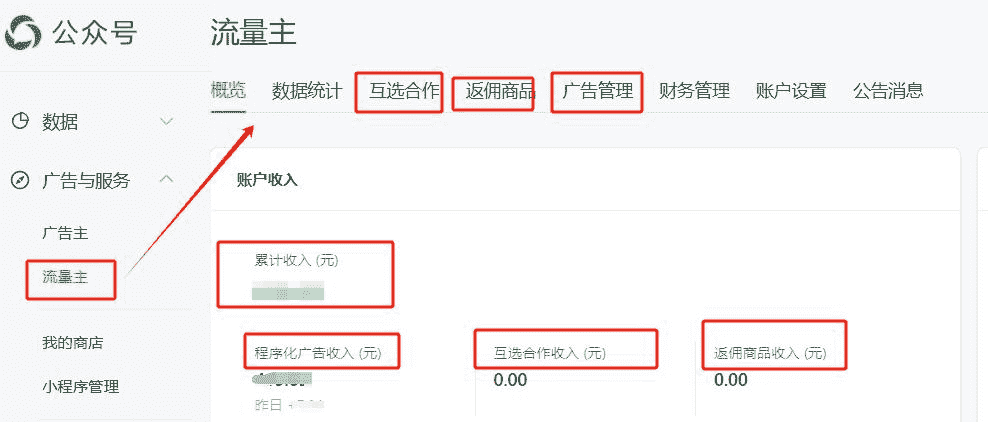 公众号
流量主
概览 数据统计 互选合作 返佣商品 广告管理 财务管理 账户设置 公告消息
数据
广告与服务
广告主
流量主
我的商店
小程序管理
账户收入
累计收入 (元)
程序化广告收入 (元) 互选合作收入 (元) 返佣商品收入 (元)
0.00 0.00
昨日